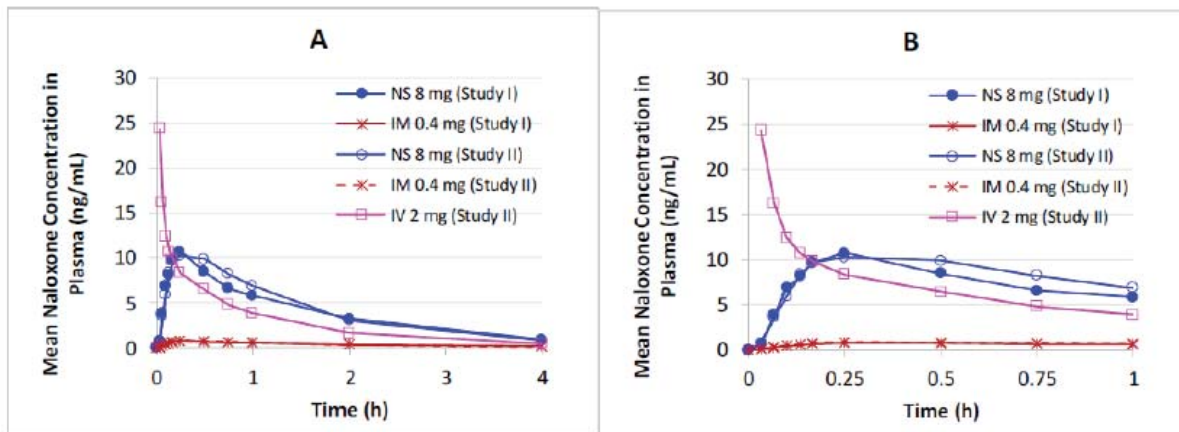 A
Mean Naloxone Concentration in
Plasma (ng/mL)
30
25
20
15
10
5
0
NS 8 mg (Study I)
IM 0.4 mg (Study I)
NS 8 mg (Study II)
IM 0.4 mg (Study II)
IV 2 mg (Study II)
0
1
2
3
4
Time (h)
B
Mean Naloxone Concentration in
Plasma (ng/mL)
30
25
20
15
10
5
0
NS 8 mg (Study I)
IM 0.4 mg (Study I)
NS 8 mg (Study II)
IM 0.4 mg (Study II)
IV 2 mg (Study II)
0
0.25
0.5
0.75
1
Time (h)